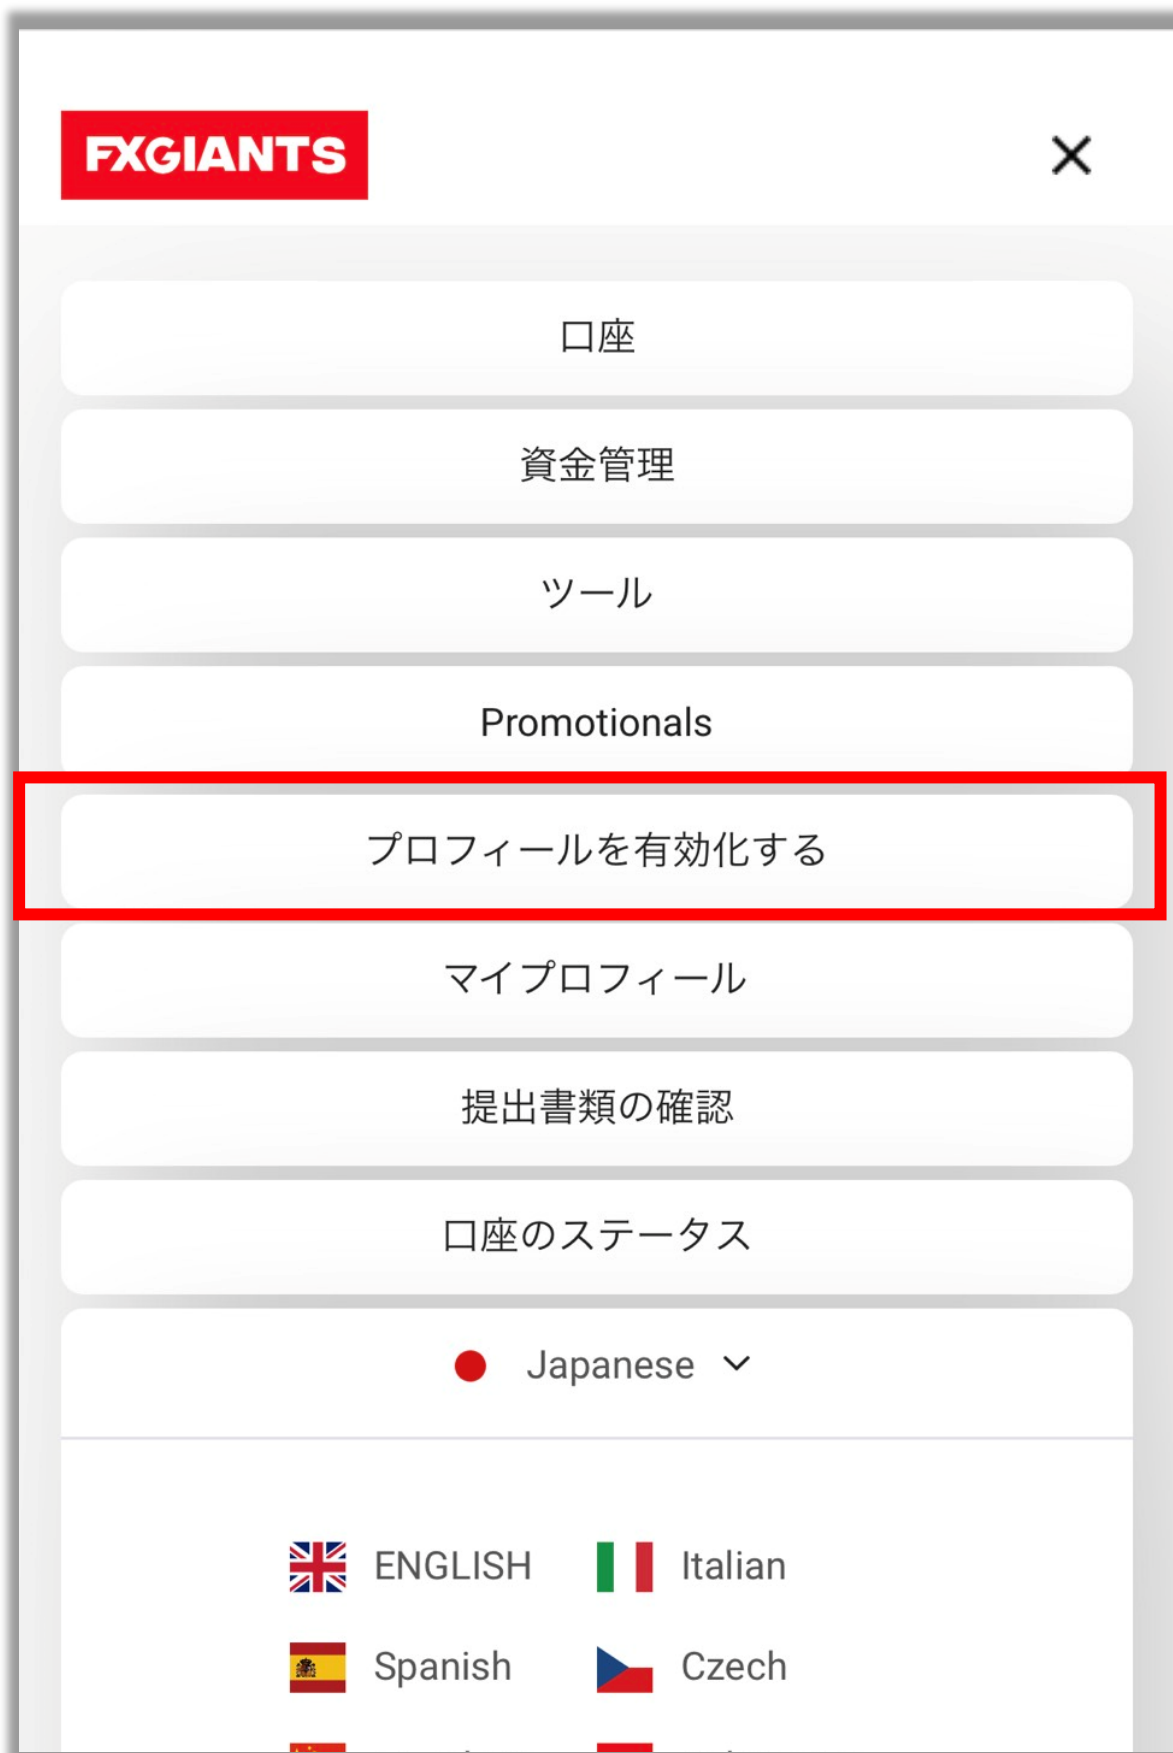 FXGIANTS
口座
資金管理
ツール
Promotionals
プロフィールを有効化する
マイプロフィール
提出書類の確認
口座のステータス
Japanese
ENGLISH Italian
Spanish Czech